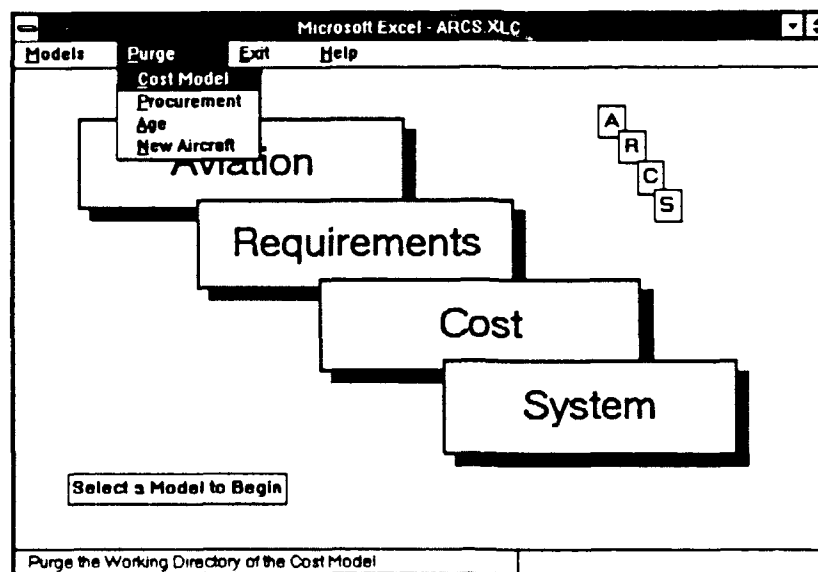 Microsoft Excel - ARCS.XLC
Models Purge Exit Help
Cost Model
Procurement
Age
New Aircraft
Aviation
Requirements
Cost
System
A
R
C
S
Select a Model to Begin
Purge the Working Directory of the Cost Model